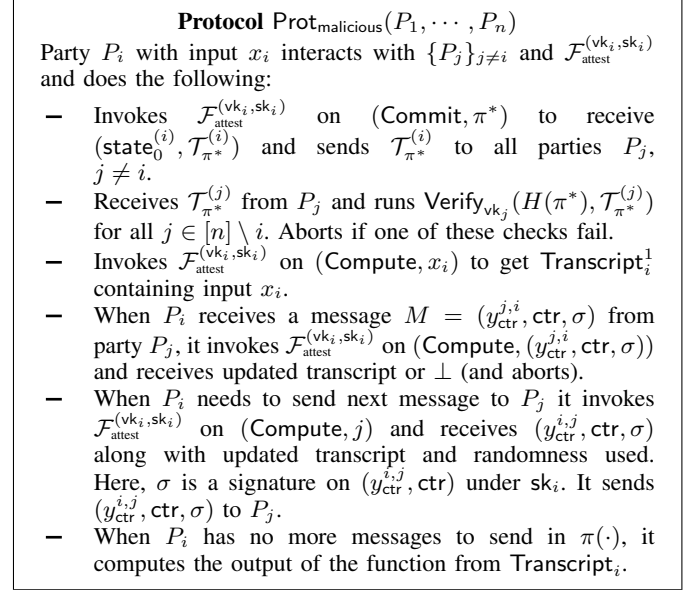 Protocol Prot_malicious(P_1, ⋯ , P_n)
Party P_i with input x_i interacts with {P_j}_{j≠i} and F_attest^{(vk_i,sk_i)}
and does the following:
– Invokes F_attest^{(vk_i,sk_i)} on (Commit, π*) to receive
(state_0^{(i)}, T_{π*}^{(i)}) and sends T_{π*}^{(i)} to all parties P_j,
j ≠ i.
– Receives T_{π*}^{(j)} from P_j and runs Verify_{vk_j}(H(π*), T_{π*}^{(j)})
for all j ∈ [n] \ i. Aborts if one of these checks fail.
– Invokes F_attest^{(vk_i,sk_i)} on (Compute, x_i) to get Transcript_i^1
containing input x_i.
– When P_i receives a message M = (y_ctr^{j,i}, ctr, σ) from
party P_j, it invokes F_attest^{(vk_i,sk_i)} on (Compute, (y_ctr^{j,i}, ctr, σ))
and receives updated transcript or ⊥ (and aborts).
– When P_i needs to send next message to P_j it invokes
F_attest^{(vk_i,sk_i)} on (Compute, j) and receives (y_ctr^{i,j}, ctr, σ)
along with updated transcript and randomness used.
Here, σ is a signature on (y_ctr^{i,j}, ctr) under sk_i. It sends
(y_ctr^{i,j}, ctr, σ) to P_j.
– When P_i has no more messages to send in π(·), it
computes the output of the function from Transcript_i.